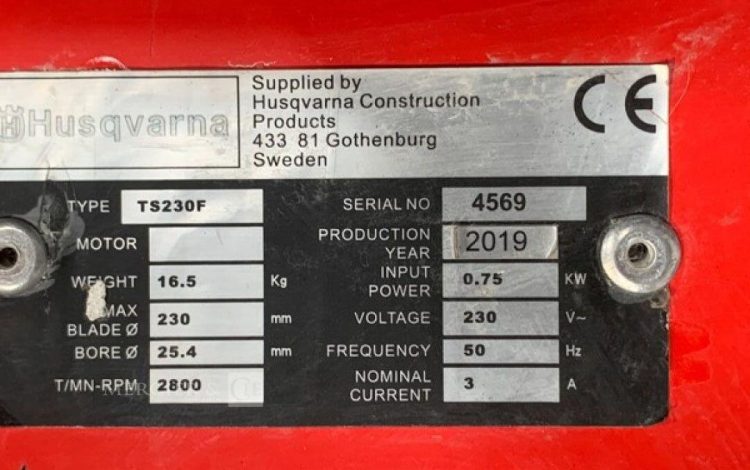 Husqvarna
Supplied by
Husqvarna Construction
Products
433 81 Gothenburg
Sweden
CE
TYPE TS230F
MOTOR
WEIGHT 16.5 Kg
MAX
BLADE Ø 230 mm
BORE Ø 25.4 mm
T/MN-RPM 2800
SERIAL NO 4569
PRODUCTION
YEAR 2019
INPUT
POWER 0.75 KW
VOLTAGE 230 V~
FREQUENCY 50 Hz
NOMINAL
CURRENT 3 A